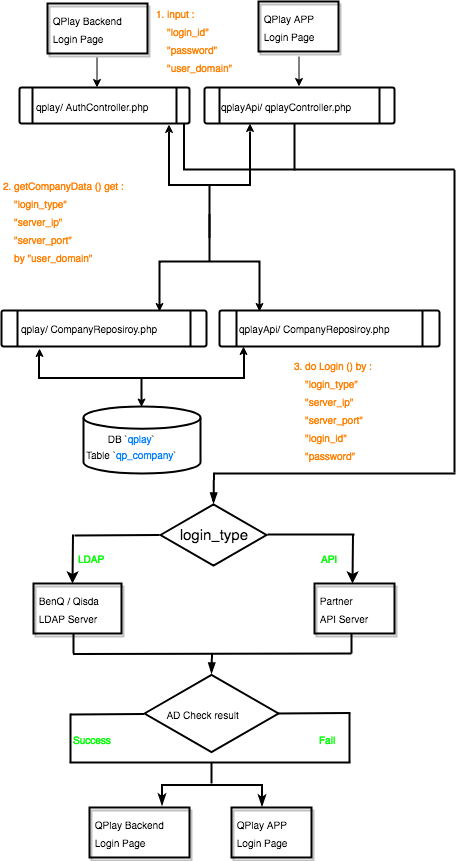 QPlay Backend
Login Page
1. input :
"login_id"
"password"
"user_domain"
QPlay APP
Login Page
qplay/ AuthController.php
qplayApi/ qplayController.php
2. getCompanyData () get :
"login_type"
"server_ip"
"server_port"
by "user_domain"
qplay/ CompanyReposiroy.php
qplayApi/ CompanyReposiroy.php
3. do Login () by :
"login_type"
"server_ip"
"server_port"
"login_id"
"password"
DB `qplay`
Table `qp_company`
login_type
LDAP
API
BenQ / Qisda
LDAP Server
Partner
API Server
AD Check result
Success
Fail
QPlay Backend
Login Page
QPlay APP
Login Page